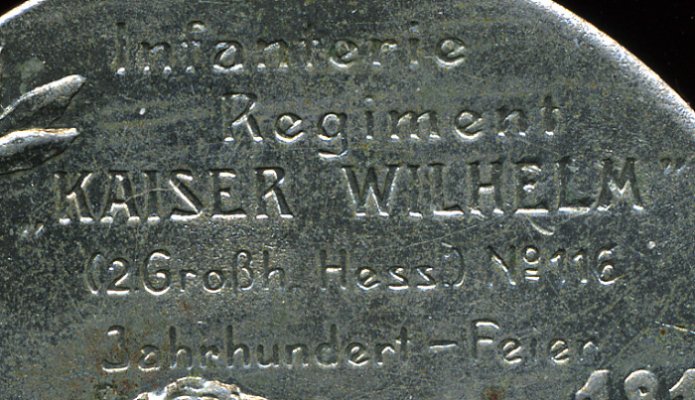 Infanterie
Regiment
„KAISER WILHELM"
(2. Großh. Hess.) No 116
Jahrhundert-Feier